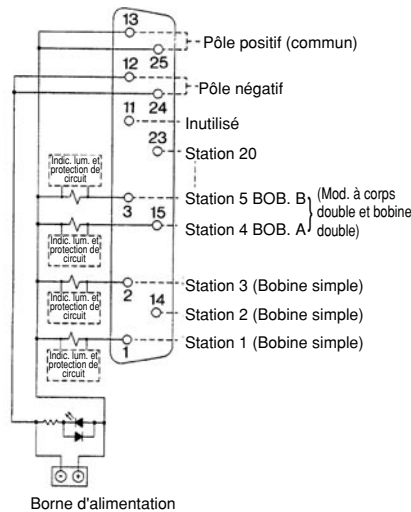 13
Pôle positif (commun)
12
25
Pôle négatif
11
24
Inutilisé
23
Station 20
Indic. lum. et
protection de
circuit
Station 5 BOB. B
(Mod. à corps
double et bobine
double)
3
15
Station 4 BOB. A
Indic. lum. et
protection de
circuit
Station 3 (Bobine simple)
2
14
Indic. lum. et
protection de
circuit
Station 2 (Bobine simple)
Station 1 (Bobine simple)
1
Indic. lum. et
protection de
circuit
- +
Borne d'alimentation